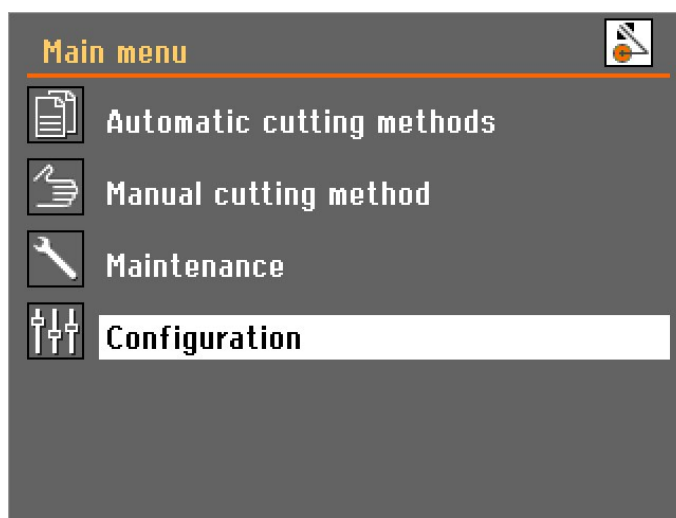 Main menu
Automatic cutting methods
Manual cutting method
Maintenance
Configuration